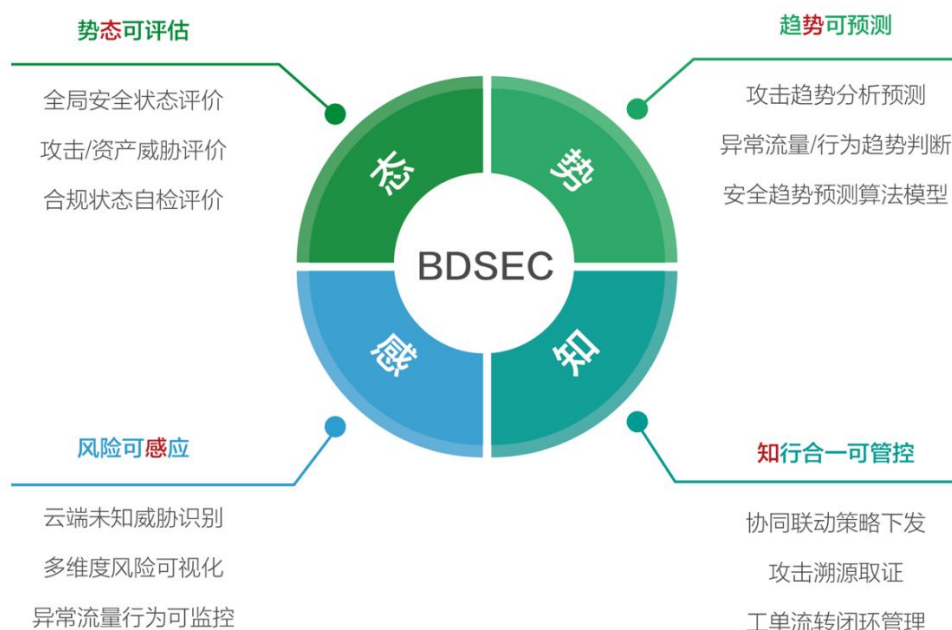 势态可评估
全局安全状态评价
攻击/资产威胁评价
合规状态自检评价
趋势可预测
攻击趋势分析预测
异常流量/行为趋势判断
安全趋势预测算法模型
态
势
BDSEC
感
知
风险可感应
云端未知威胁识别
多维度风险可视化
异常流量行为可监控
知行合一可管控
协同联动策略下发
攻击溯源取证
工单流转闭环管理